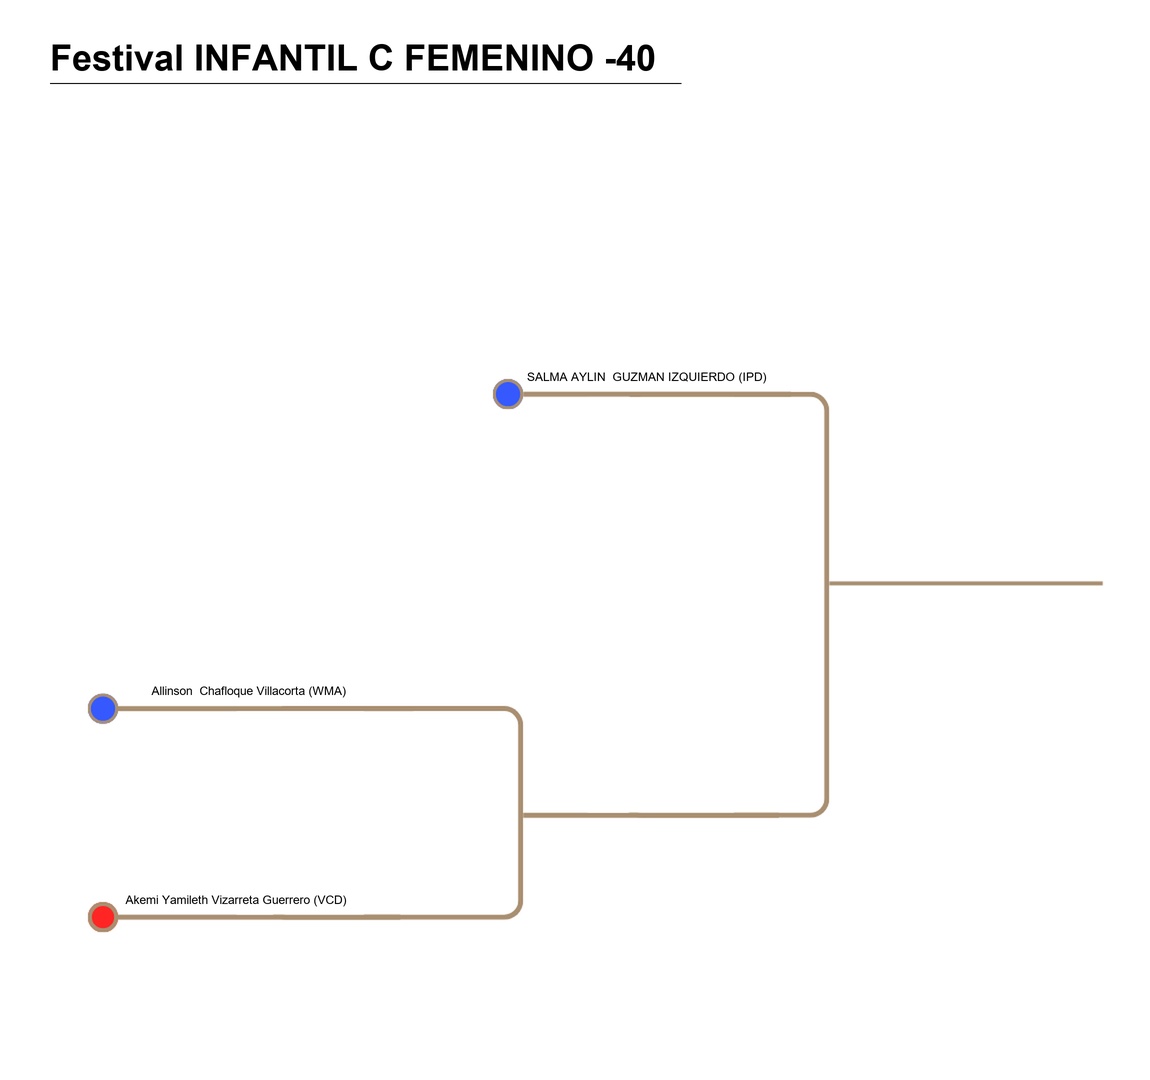 Festival INFANTIL C FEMENINO -40
SALMA AYLIN  GUZMAN IZQUIERDO (IPD)
Allinson  Chafloque Villacorta (WMA)
Akemi Yamileth Vizarreta Guerrero (VCD)